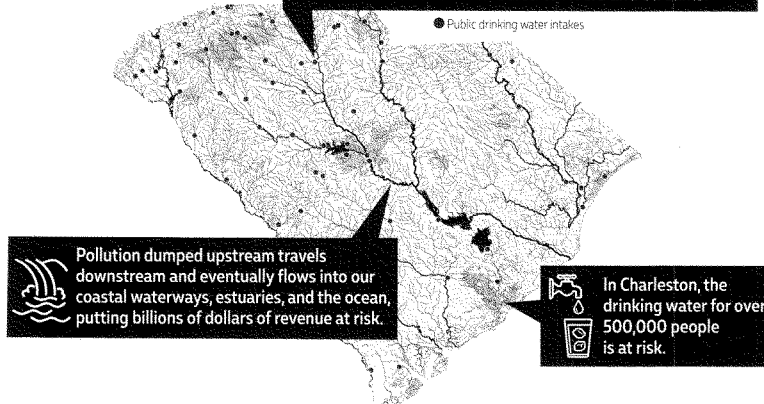 Public drinking water intakes
Pollution dumped upstream travels
downstream and eventually flows into our
coastal waterways, estuaries, and the ocean,
putting billions of dollars of revenue at risk.
In Charleston, the
drinking water for over
500,000 people
is at risk.